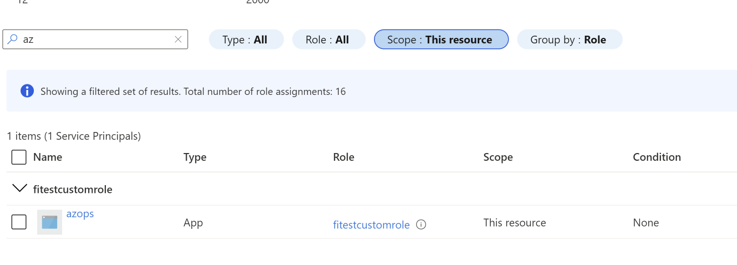 12 2000
az
Type : All Role : All Scope : This resource Group by : Role
Showing a filtered set of results. Total number of role assignments: 16
1 items (1 Service Principals)
Name Type Role Scope Condition
fitestcustomrole
azops App fitestcustomrole This resource None